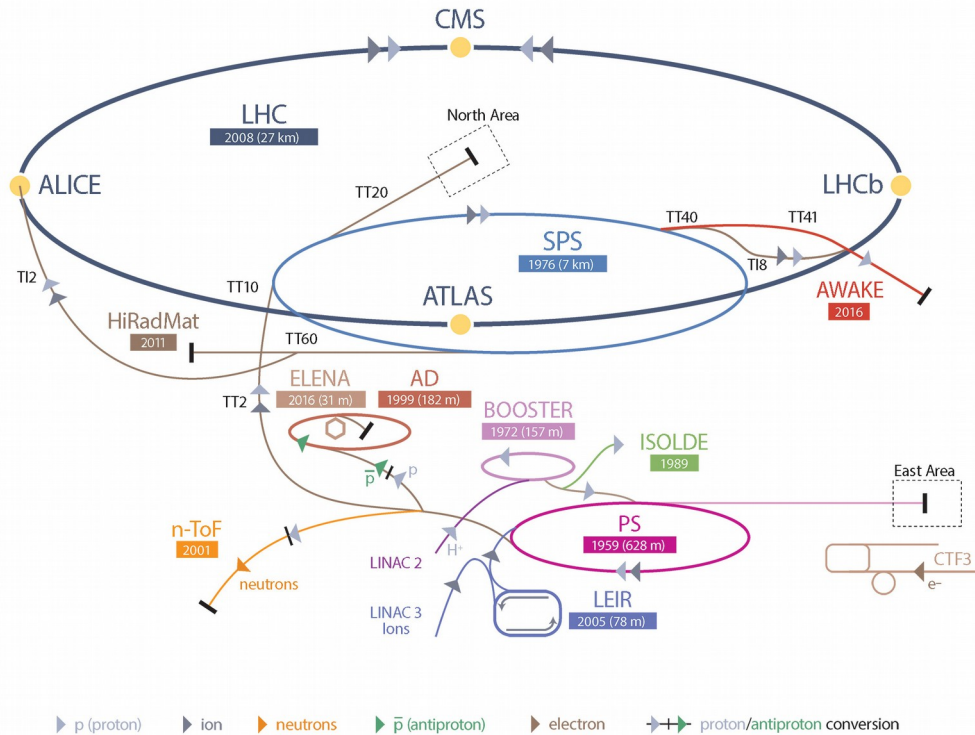 CMS
LHC
2008 (27 km)
North Area
ALICE
TT20
LHCb
TT40
TT41
SPS
1976 (7 km)
TI8
TI2
TT10
ATLAS
AWAKE
2016
HiRadMat
2011
TT60
ELENA
2016 (31 m)
AD
1999 (182 m)
TT2
BOOSTER
1972 (157 m)
ISOLDE
1989
p̅
p
East Area
n-ToF
2001
PS
1959 (628 m)
LINAC 2
H⁺
neutrons
CTF3
e⁻
LINAC 3
Ions
LEIR
2005 (78 m)
p (proton)
ion
neutrons
p̅ (antiproton)
electron
proton/antiproton conversion